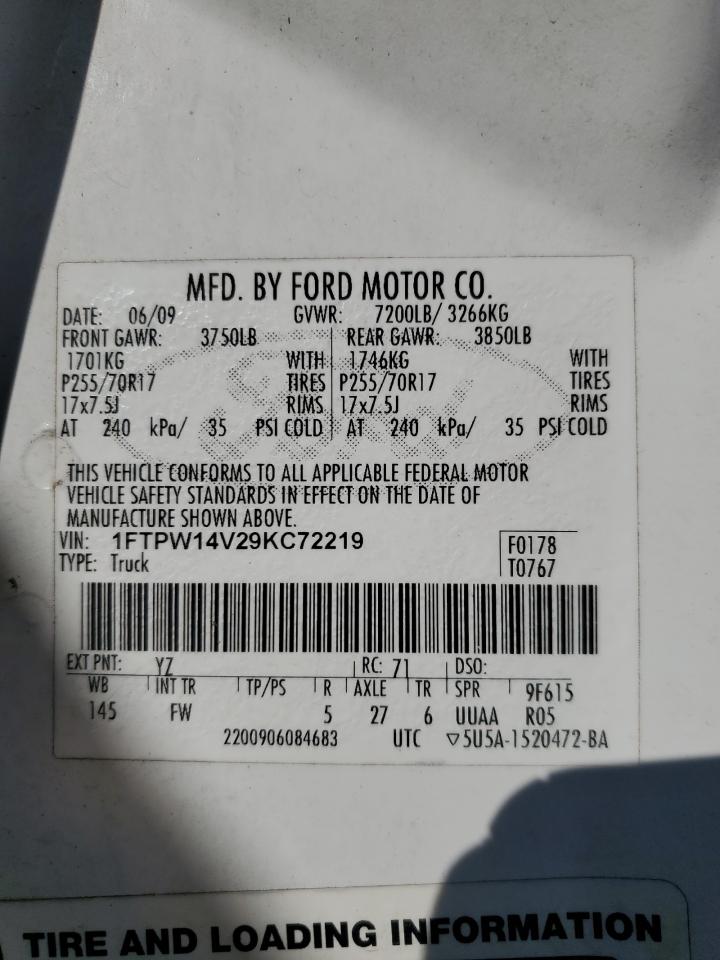 MFD. BY FORD MOTOR CO.
DATE: 06/09 GVWR: 7200LB/ 3266KG
FRONT GAWR: 3750LB REAR GAWR: 3850LB
1701KG WITH 1746KG WITH
P255/70R17 TIRES P255/70R17 TIRES
17x7.5J RIMS 17x7.5J RIMS
AT 240 kPa/ 35 PSI COLD AT 240 kPa/ 35 PSI COLD
THIS VEHICLE CONFORMS TO ALL APPLICABLE FEDERAL MOTOR
VEHICLE SAFETY STANDARDS IN EFFECT ON THE DATE OF
MANUFACTURE SHOWN ABOVE.
VIN: 1FTPW14V29KC72219 F0178
TYPE: Truck T0767
EXT PNT: YZ RC: 71 DSO:
WB INT TR TP/PS R AXLE TR SPR 9F615
145 FW 5 27 6 UUAA R05
2200906084683 UTC ▽5U5A-1520472-BA
TIRE AND LOADING INFORMATION